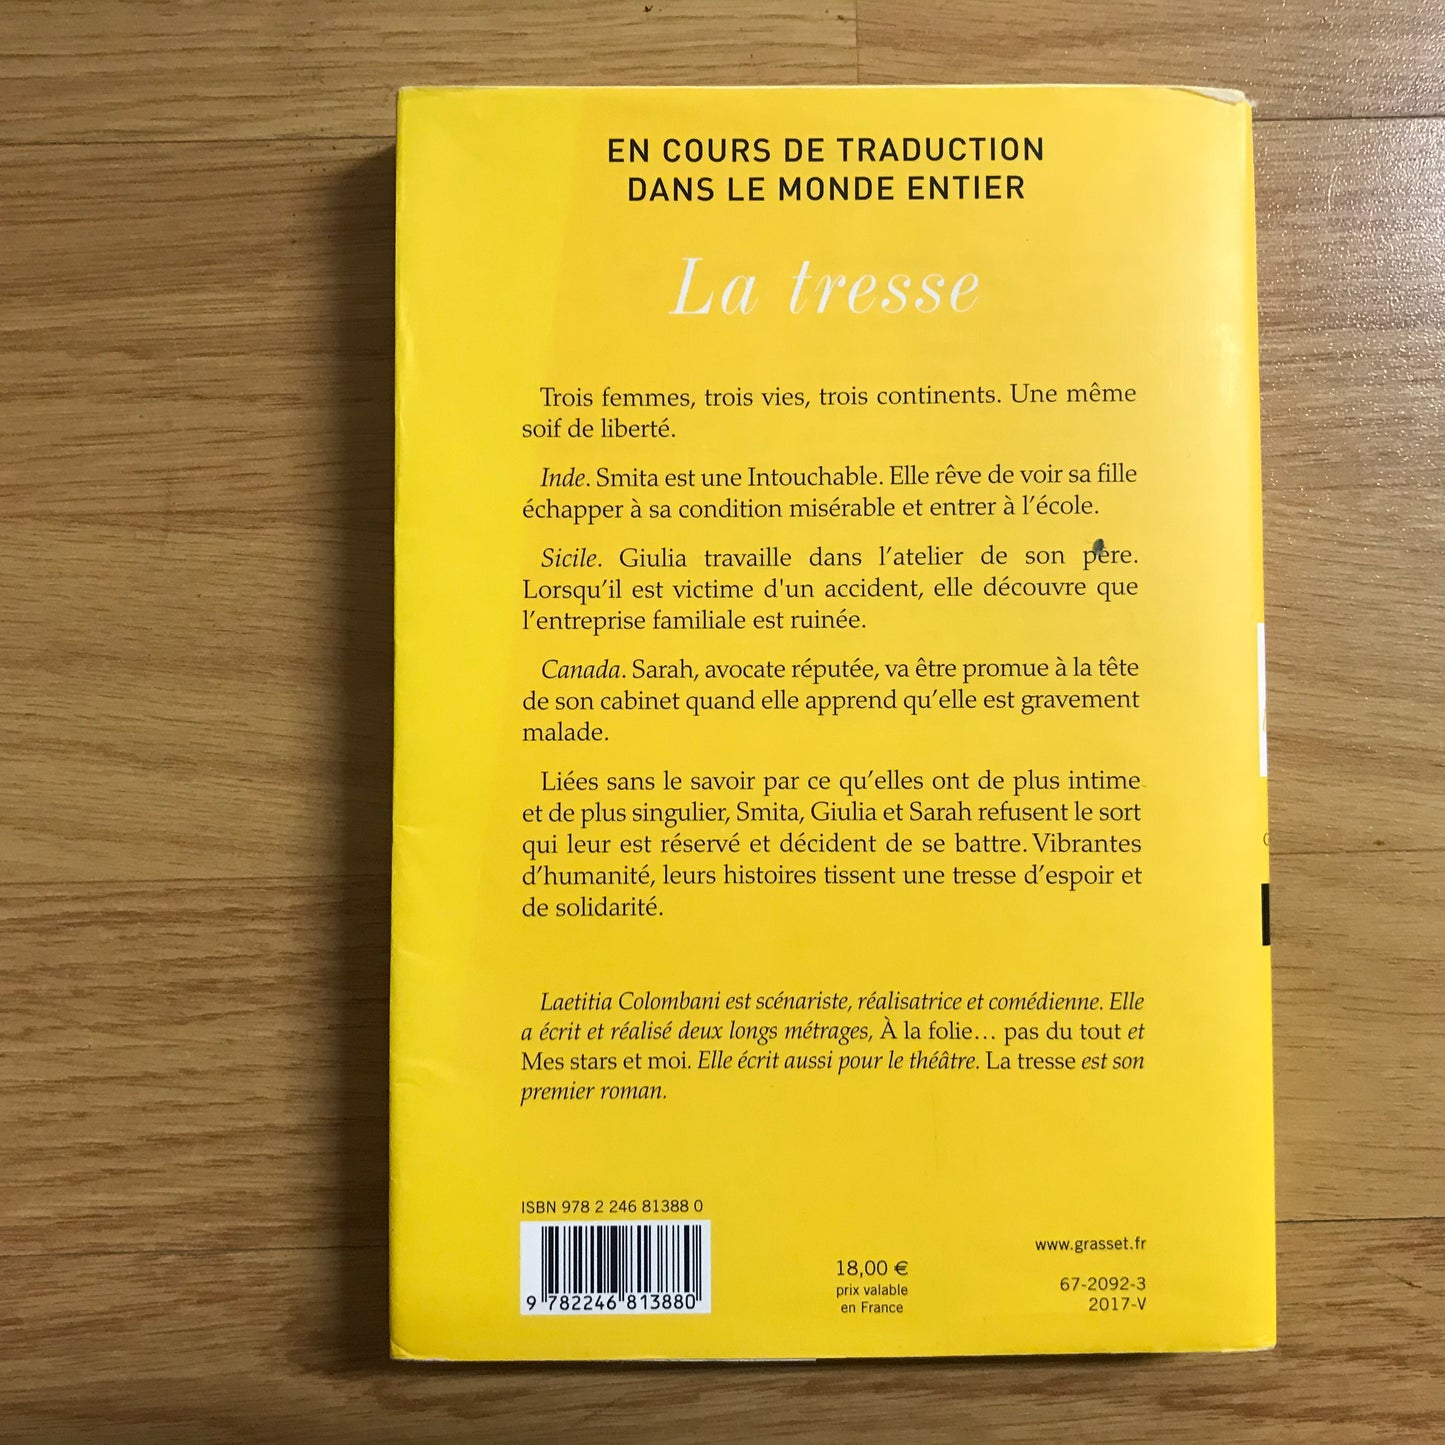 EN COURS DE TRADUCTION
DANS LE MONDE ENTIER
La tresse
Trois femmes, trois vies, trois continents. Une même
soif de liberté.
Inde. Smita est une Intouchable. Elle rêve de voir sa fille
échapper à sa condition misérable et entrer à l’école.
Sicile. Giulia travaille dans l’atelier de son père.
Lorsqu’il est victime d'un accident, elle découvre que
l’entreprise familiale est ruinée.
Canada. Sarah, avocate réputée, va être promue à la tête
de son cabinet quand elle apprend qu’elle est gravement
malade.
Liées sans le savoir par ce qu’elles ont de plus intime
et de plus singulier, Smita, Giulia et Sarah refusent le sort
qui leur est réservé et décident de se battre. Vibrantes
d’humanité, leurs histoires tissent une tresse d’espoir et
de solidarité.
Laetitia Colombani est scénariste, réalisatrice et comédienne. Elle
a écrit et réalisé deux longs métrages, À la folie… pas du tout et
Mes stars et moi. Elle écrit aussi pour le théâtre. La tresse est son
premier roman.
ISBN 978 2 246 81388 0
9 782246 813880
18,00 €
prix valable
en France
www.grasset.fr
67-2092-3
2017-V